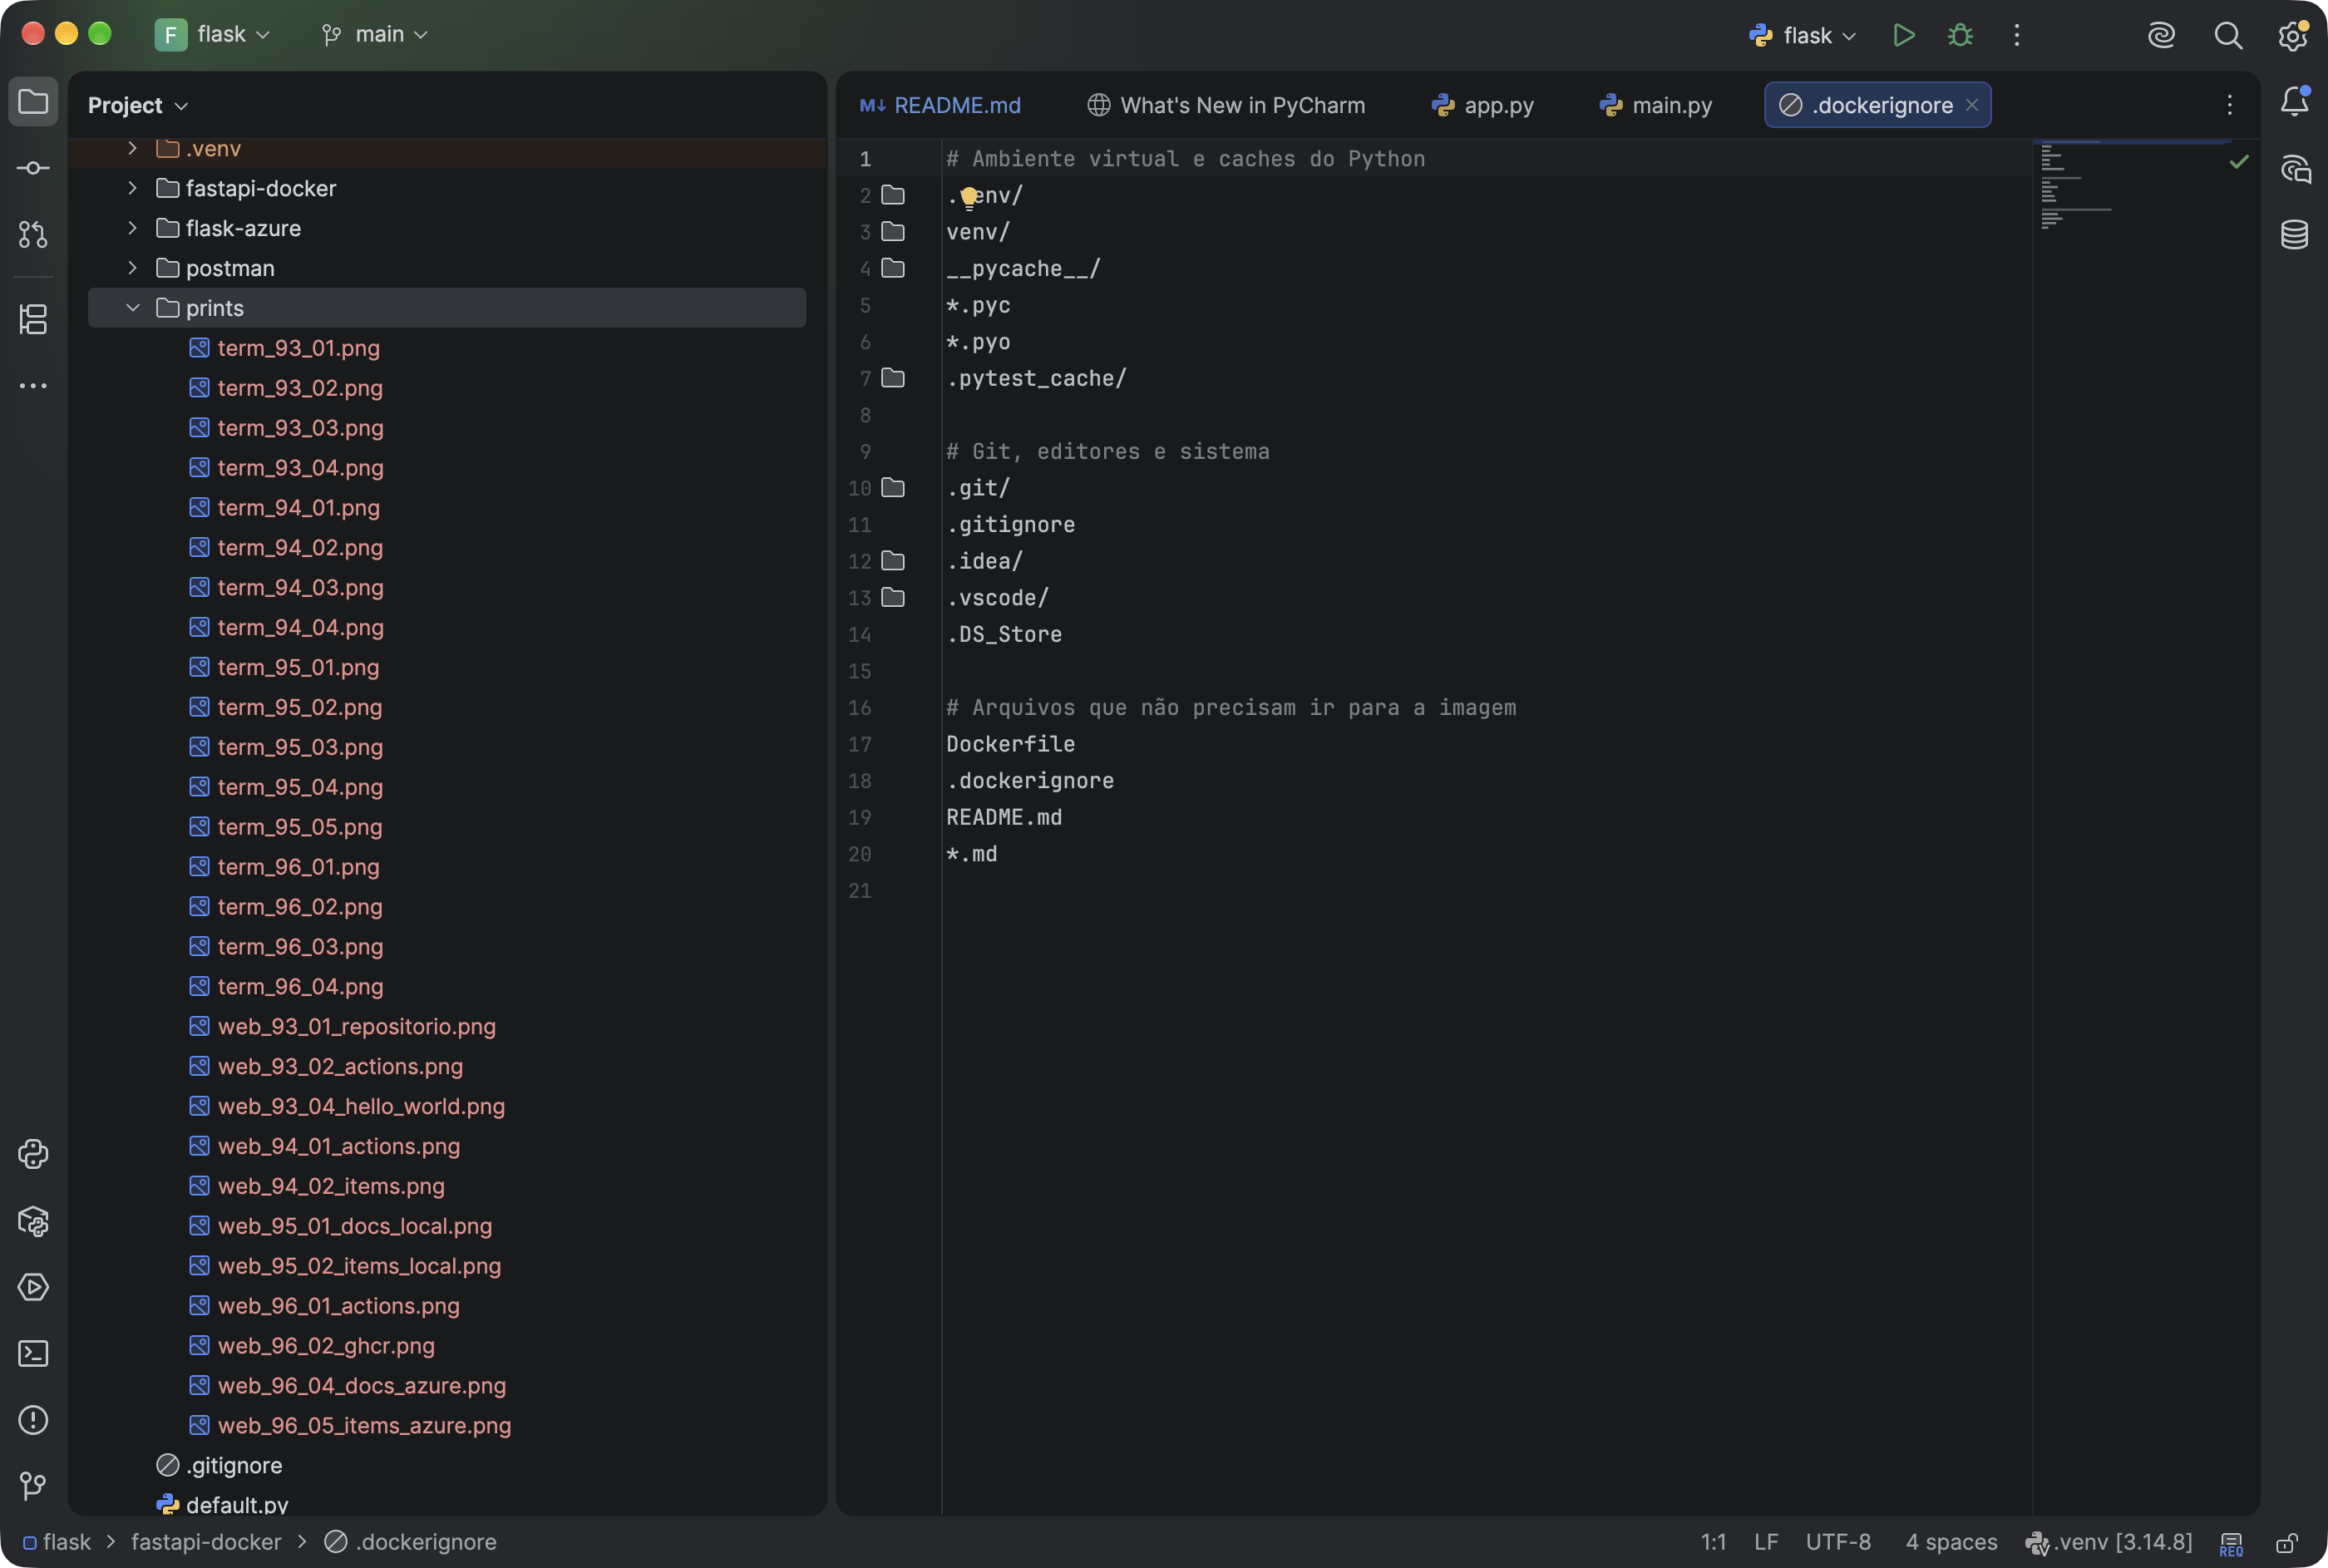 F flask main flask
Project
.venv
fastapi-docker
flask-azure
postman
prints
term_93_01.png
term_93_02.png
term_93_03.png
term_93_04.png
term_94_01.png
term_94_02.png
term_94_03.png
term_94_04.png
term_95_01.png
term_95_02.png
term_95_03.png
term_95_04.png
term_95_05.png
term_96_01.png
term_96_02.png
term_96_03.png
term_96_04.png
web_93_01_repositorio.png
web_93_02_actions.png
web_93_04_hello_world.png
web_94_01_actions.png
web_94_02_items.png
web_95_01_docs_local.png
web_95_02_items_local.png
web_96_01_actions.png
web_96_02_ghcr.png
web_96_04_docs_azure.png
web_96_05_items_azure.png
.gitignore
default.py
M↓ README.md What's New in PyCharm app.py main.py .dockerignore
1 # Ambiente virtual e caches do Python
2 .venv/
3 venv/
4 __pycache__/
5 *.pyc
6 *.pyo
7 .pytest_cache/
8
9 # Git, editores e sistema
10 .git/
11 .gitignore
12 .idea/
13 .vscode/
14 .DS_Store
15
16 # Arquivos que não precisam ir para a imagem
17 Dockerfile
18 .dockerignore
19 README.md
20 *.md
21
flask > fastapi-docker > .dockerignore 1:1 LF UTF-8 4 spaces .venv [3.14.8] REQ